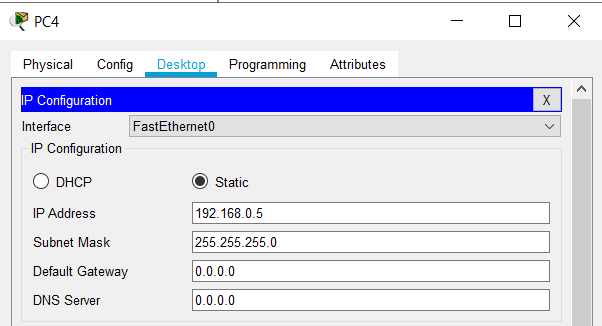 PC4
Physical Config Desktop Programming Attributes
IP Configuration X
Interface FastEthernet0
IP Configuration
DHCP Static
IP Address 192.168.0.5
Subnet Mask 255.255.255.0
Default Gateway 0.0.0.0
DNS Server 0.0.0.0